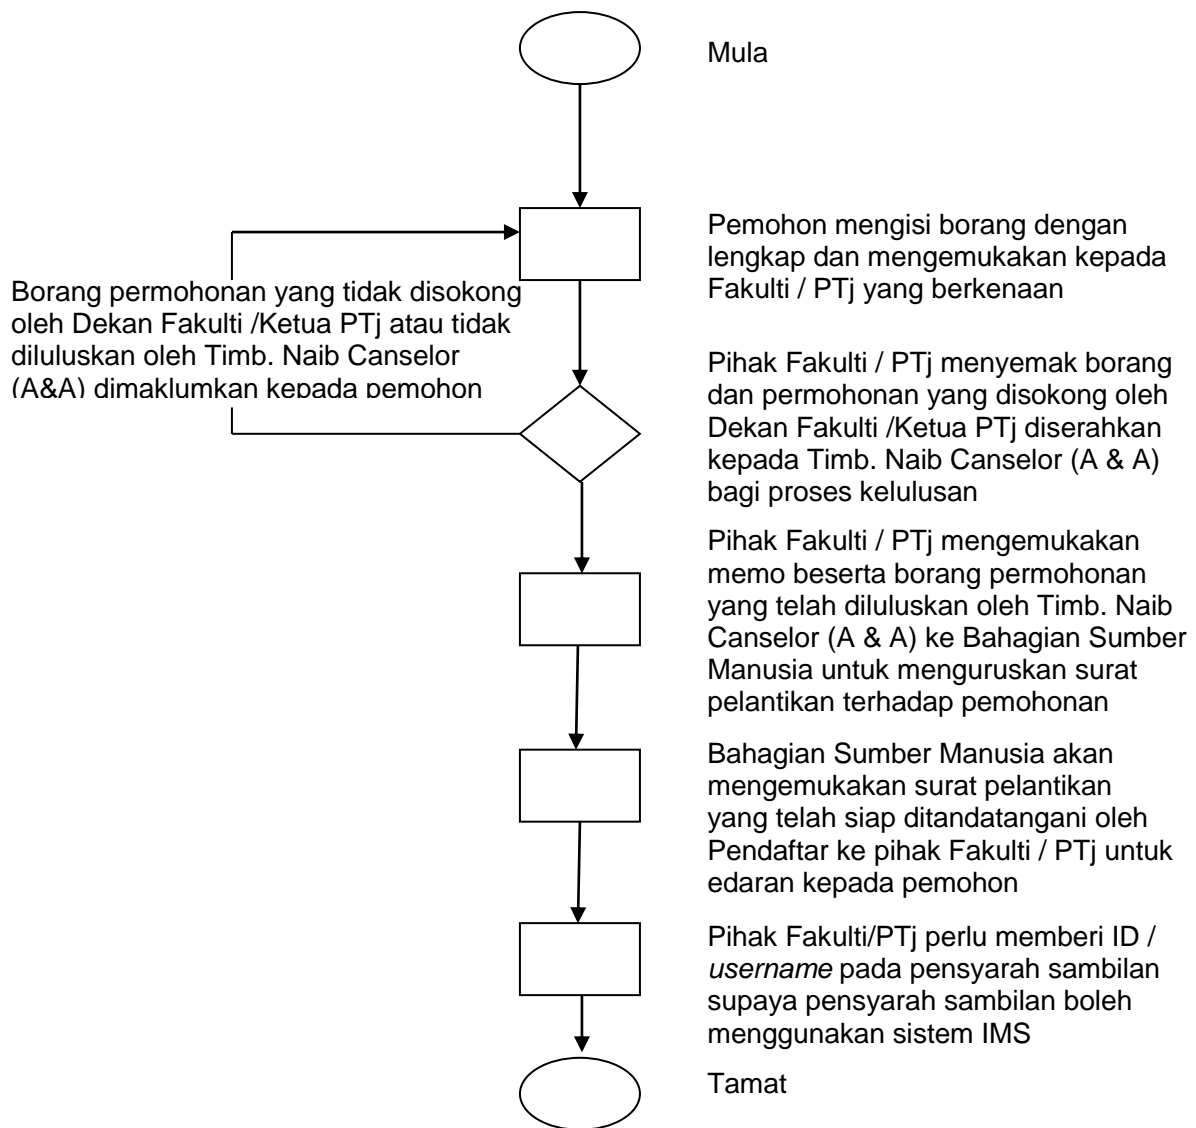 Mula
Pemohon mengisi borang dengan
lengkap dan mengemukakan kepada
Fakulti / PTj yang berkenaan
Borang permohonan yang tidak disokong
oleh Dekan Fakulti /Ketua PTj atau tidak
diluluskan oleh Timb. Naib Canselor
(A&A) dimaklumkan kepada pemohon
Pihak Fakulti / PTj menyemak borang
dan permohonan yang disokong oleh
Dekan Fakulti /Ketua PTj diserahkan
kepada Timb. Naib Canselor (A & A)
bagi proses kelulusan
Pihak Fakulti / PTj mengemukakan
memo beserta borang permohonan
yang telah diluluskan oleh Timb. Naib
Canselor (A & A) ke Bahagian Sumber
Manusia untuk menguruskan surat
pelantikan terhadap pemohonan
Bahagian Sumber Manusia akan
mengemukakan surat pelantikan
yang telah siap ditandatangani oleh
Pendaftar ke pihak Fakulti / PTj untuk
edaran kepada pemohon
Pihak Fakulti/PTj perlu memberi ID /
username pada pensyarah sambilan
supaya pensyarah sambilan boleh
menggunakan sistem IMS
Tamat